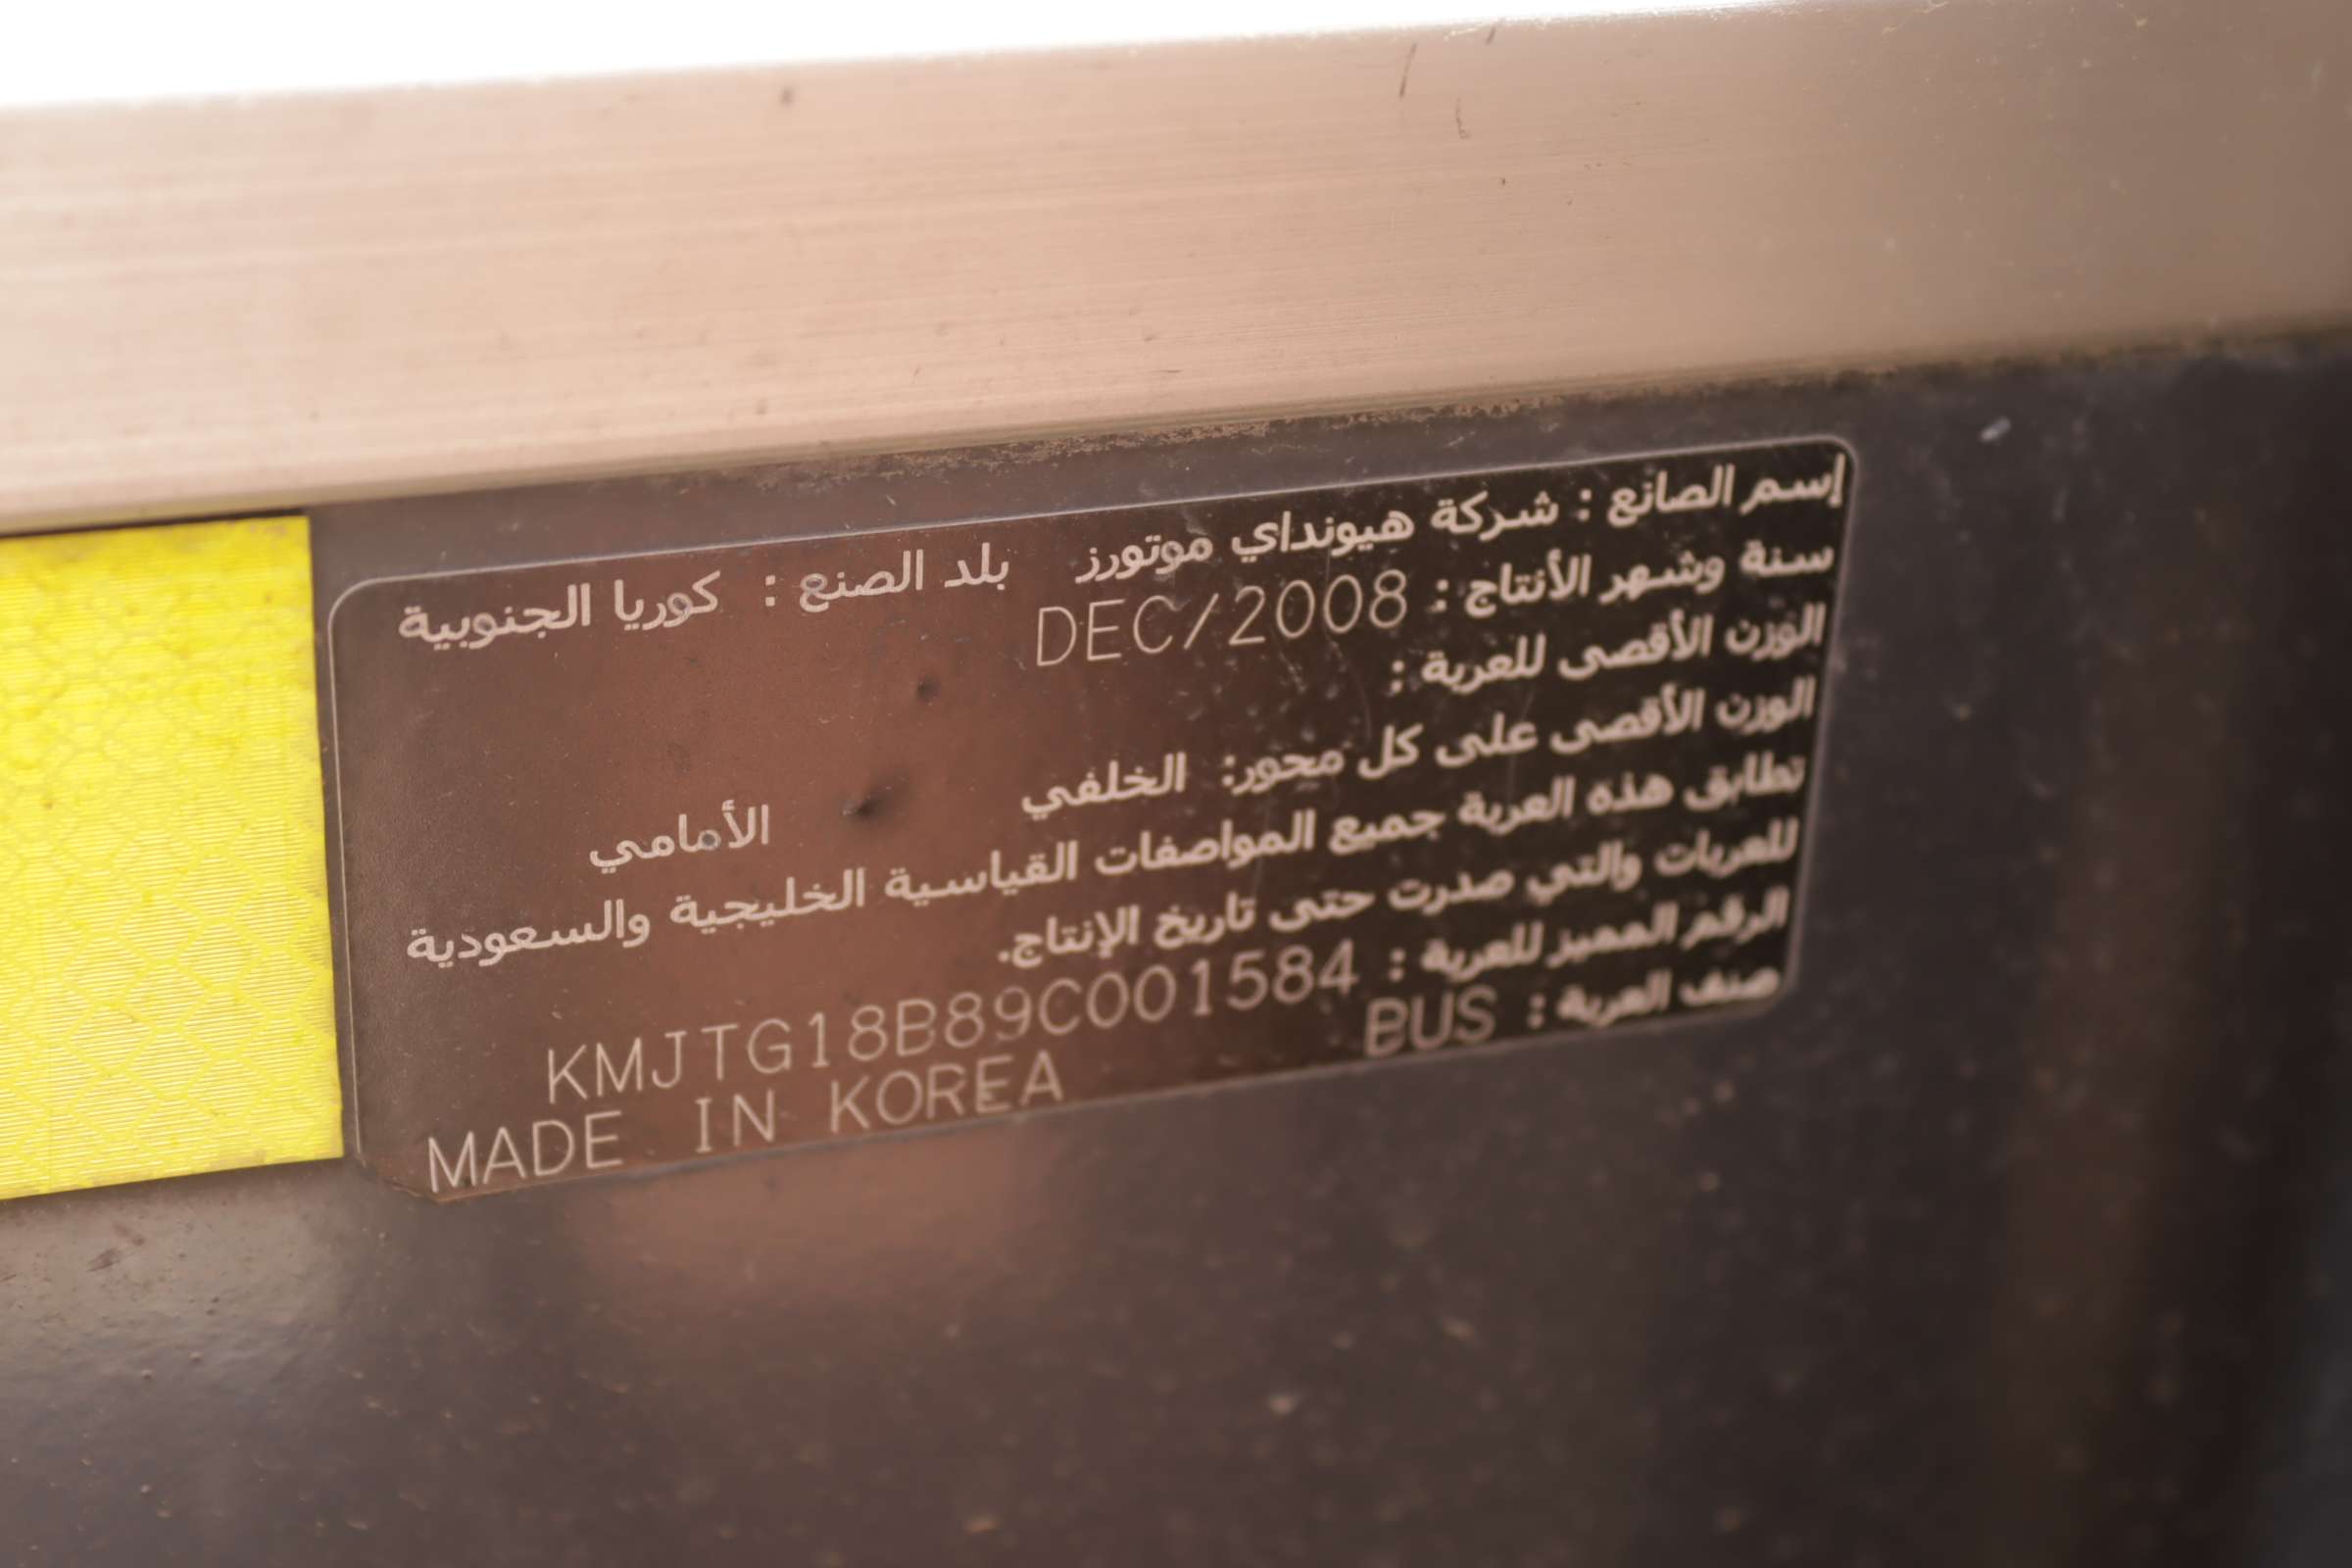 إسم الصانع : شركة هيونداي موتورز بلد الصنع : كوريا الجنوبية
سنة وشهر الأنتاج : DEC/2008
الوزن الأقصى للعربة :
الوزن الأقصى على كل محور: الخلفي الأمامي
تطابق هذه العربة جميع المواصفات القياسية الخليجية والسعودية
للعربات والتي صدرت حتى تاريخ الإنتاج.
الرقم المميز للعربة : KMJTG18B89C001584
صنف العربة : BUS MADE IN KOREA